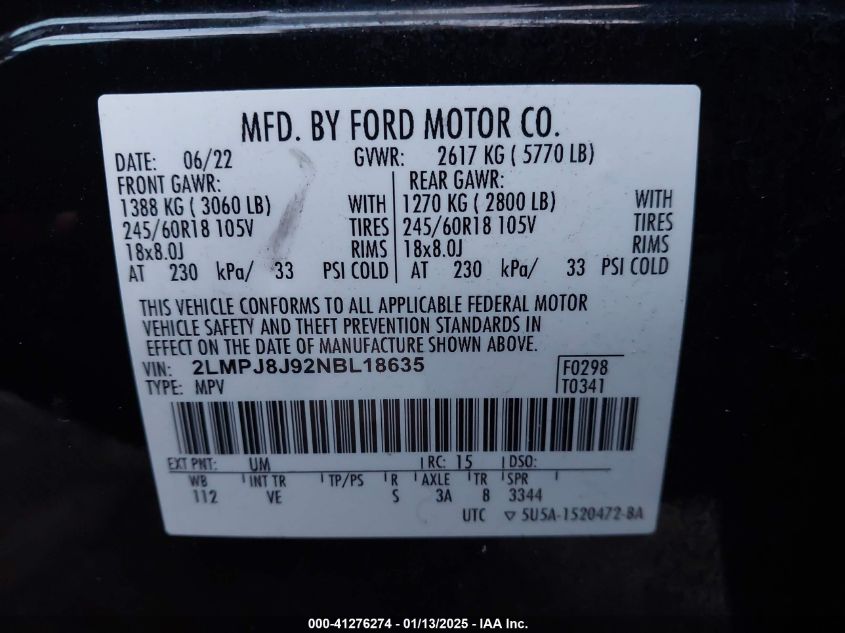 MFD. BY FORD MOTOR CO.
DATE: 06/22 GVWR: 2617 KG ( 5770 LB)
FRONT GAWR: REAR GAWR:
1388 KG ( 3060 LB) WITH 1270 KG ( 2800 LB) WITH
245/60R18 105V TIRES 245/60R18 105V TIRES
18x8.0J RIMS 18x8.0J RIMS
AT 230 kPa/ 33 PSI COLD AT 230 kPa/ 33 PSI COLD
THIS VEHICLE CONFORMS TO ALL APPLICABLE FEDERAL MOTOR
VEHICLE SAFETY AND THEFT PREVENTION STANDARDS IN
EFFECT ON THE DATE OF MANUFACTURE SHOWN ABOVE.
VIN: 2LMPJ8J92NBL18635 F0298
TYPE: MPV T0341
EXT PNT: UM RC: 15 DSO:
WB INT TR TP/PS R AXLE TR SPR
112 VE S 3A 8 3344
UTC ▽ 5U5A-1520472-8A
000-41276274 - 01/13/2025 - IAA Inc.